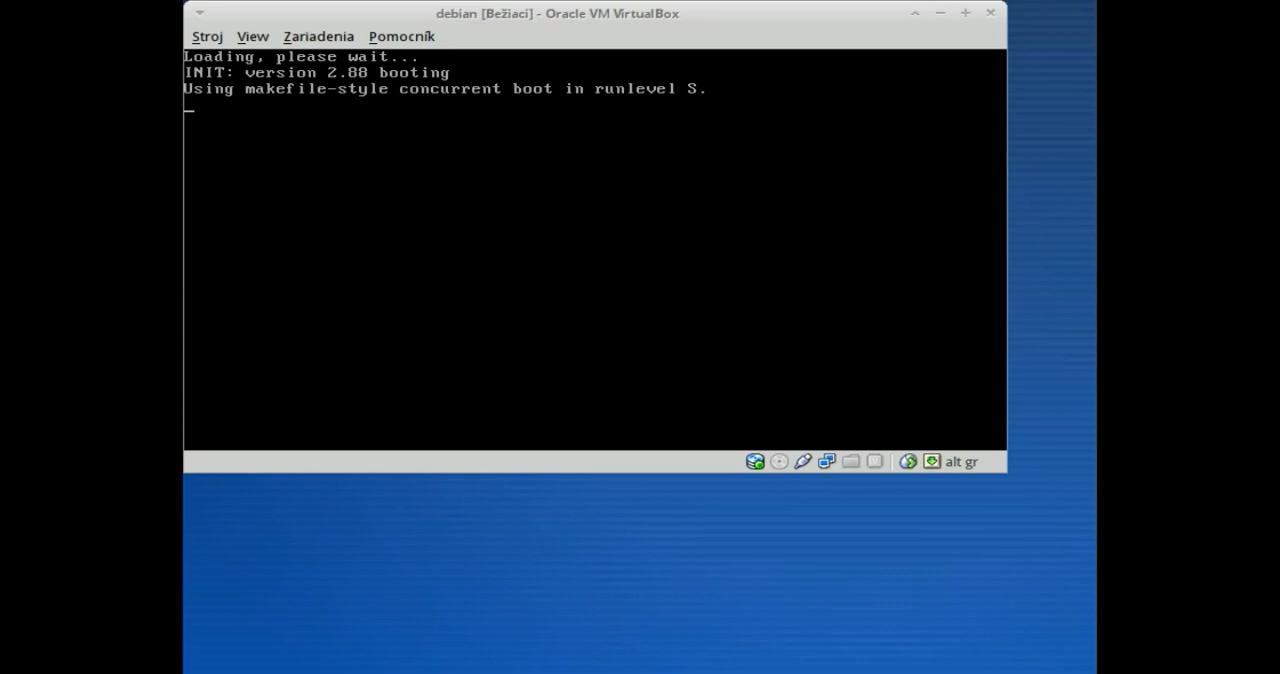 debian [Bežiaci] - Oracle VM VirtualBox
Stroj View Zariadenia Pomocník
Loading, please wait...
INIT: version 2.88 booting
Using makefile-style concurrent boot in runlevel S.
alt gr